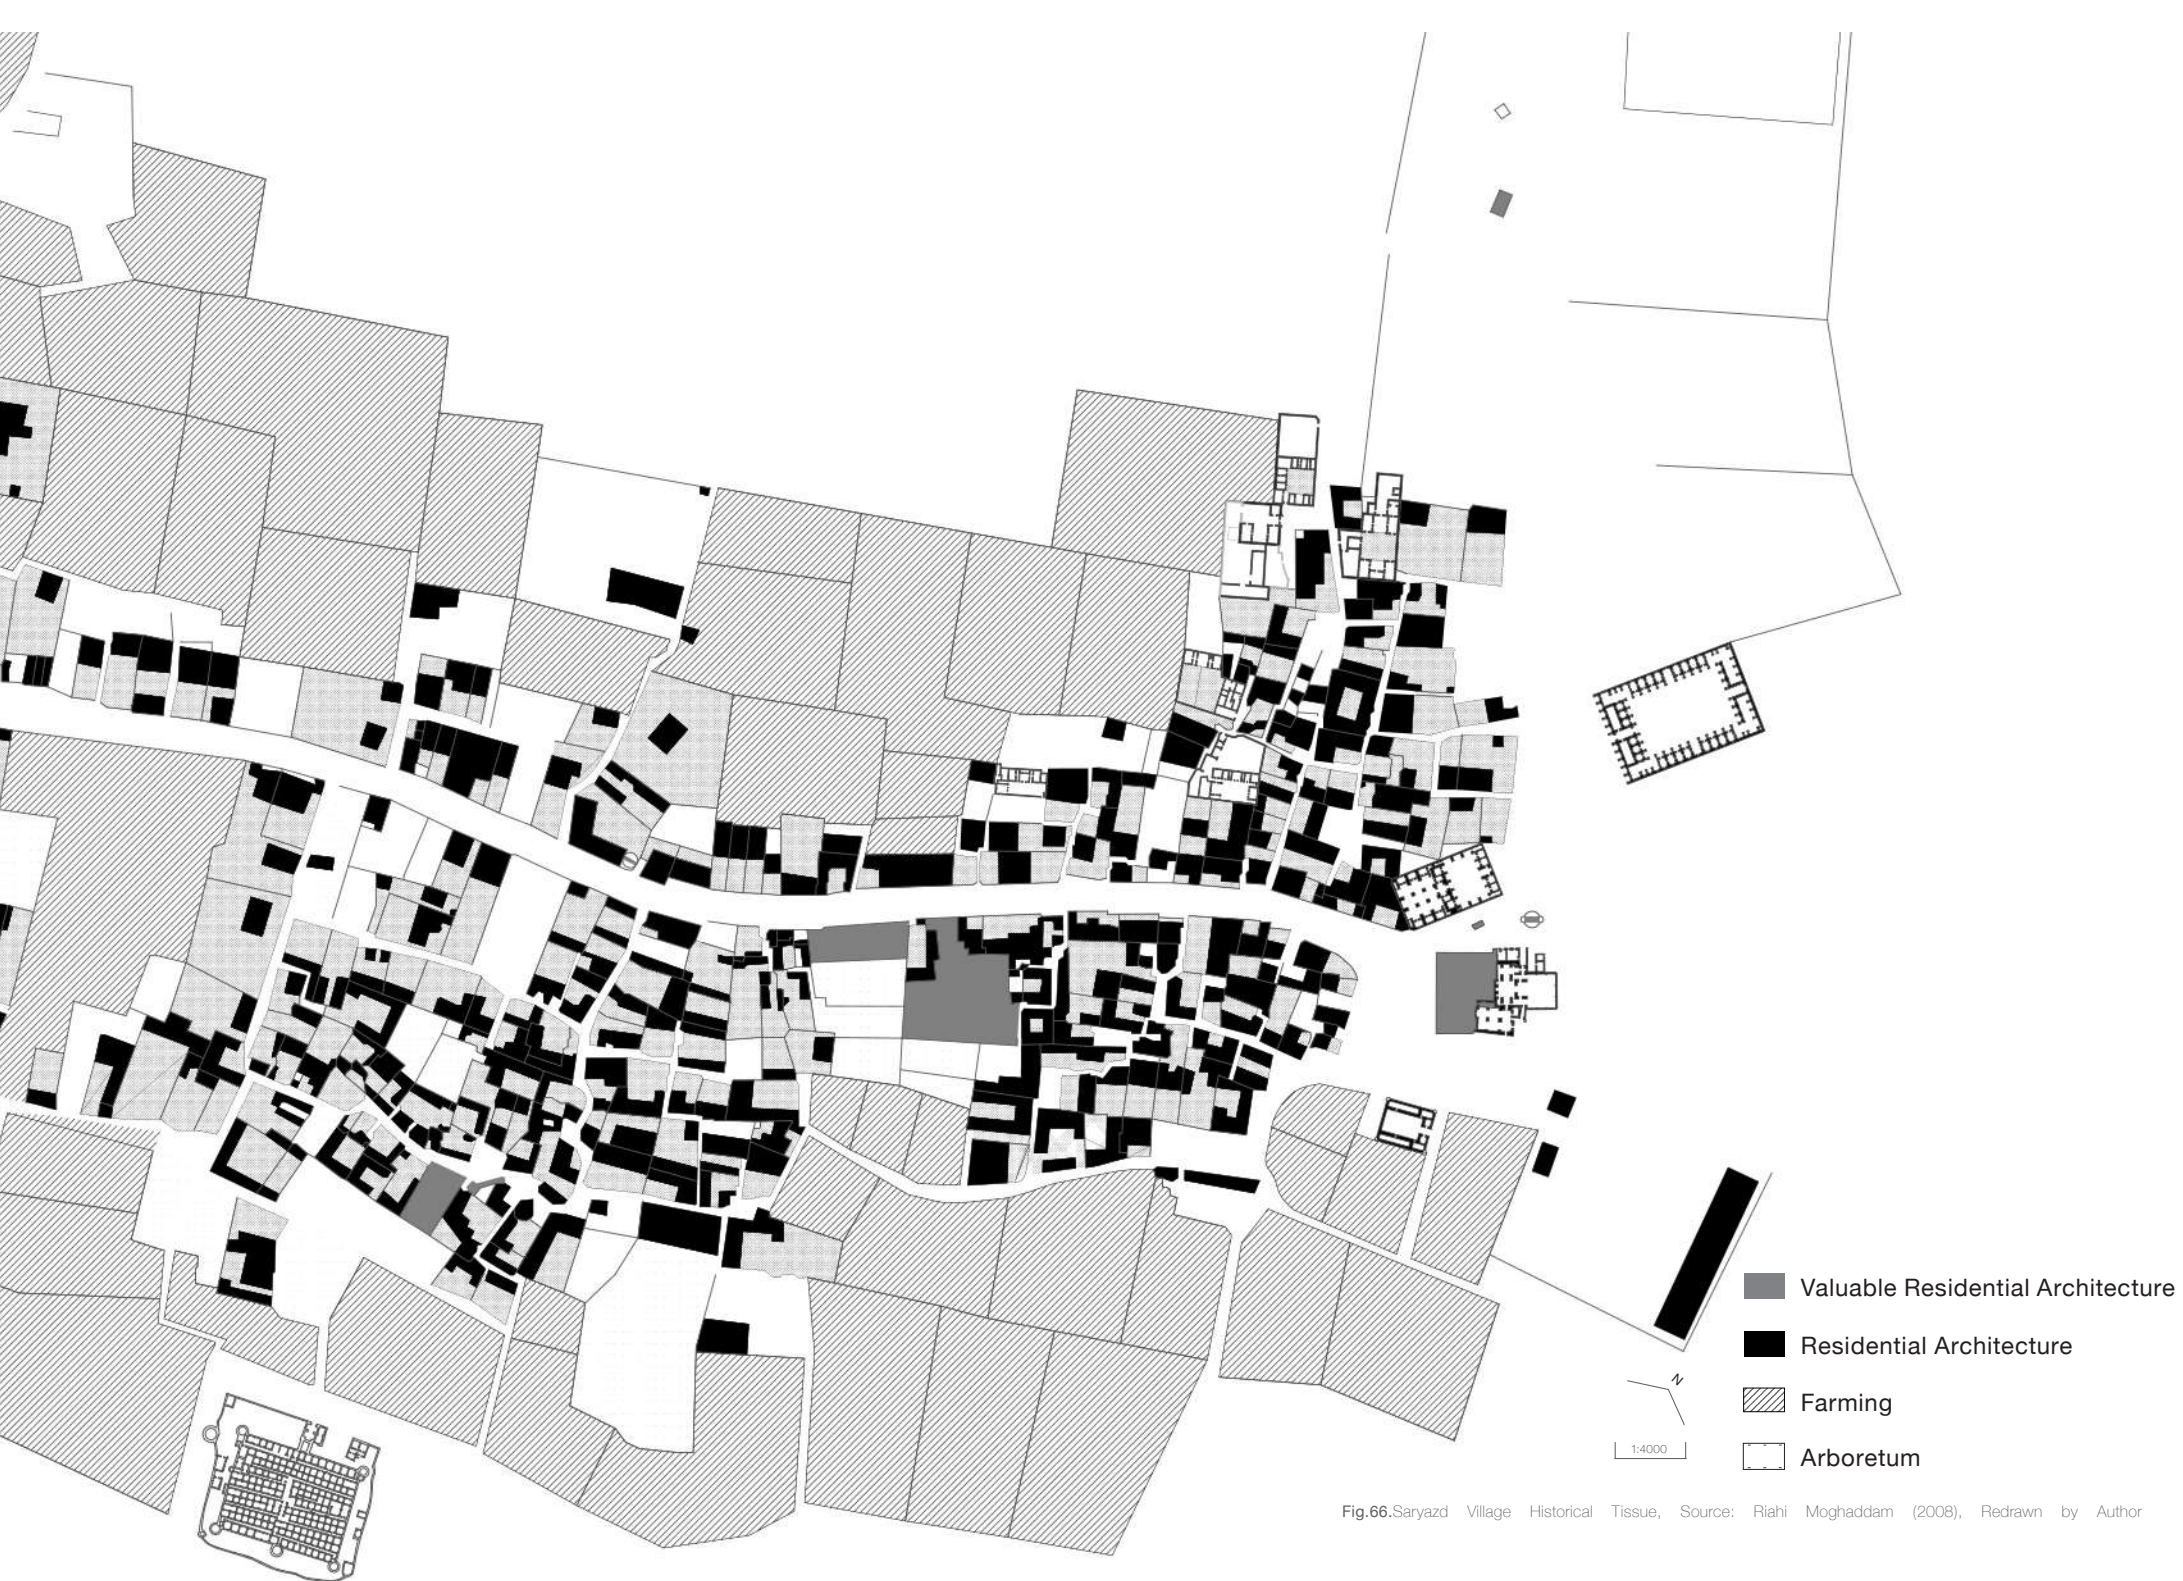 Valuable Residential Architecture
Residential Architecture
N
Farming
1:4000
Arboretum
Fig.66.Saryazd Village Historical Tissue, Source: Riahi Moghaddam (2008), Redrawn by Author